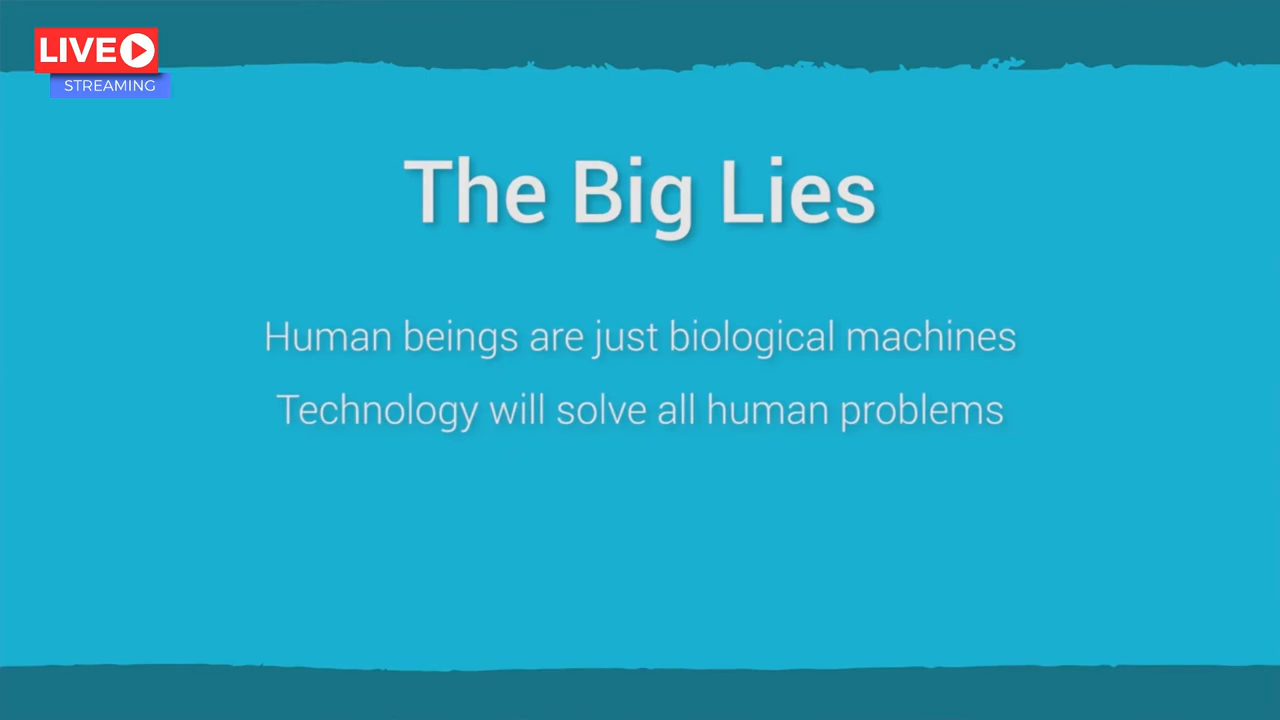 LIVE
STREAMING
The Big Lies
Human beings are just biological machines
Technology will solve all human problems